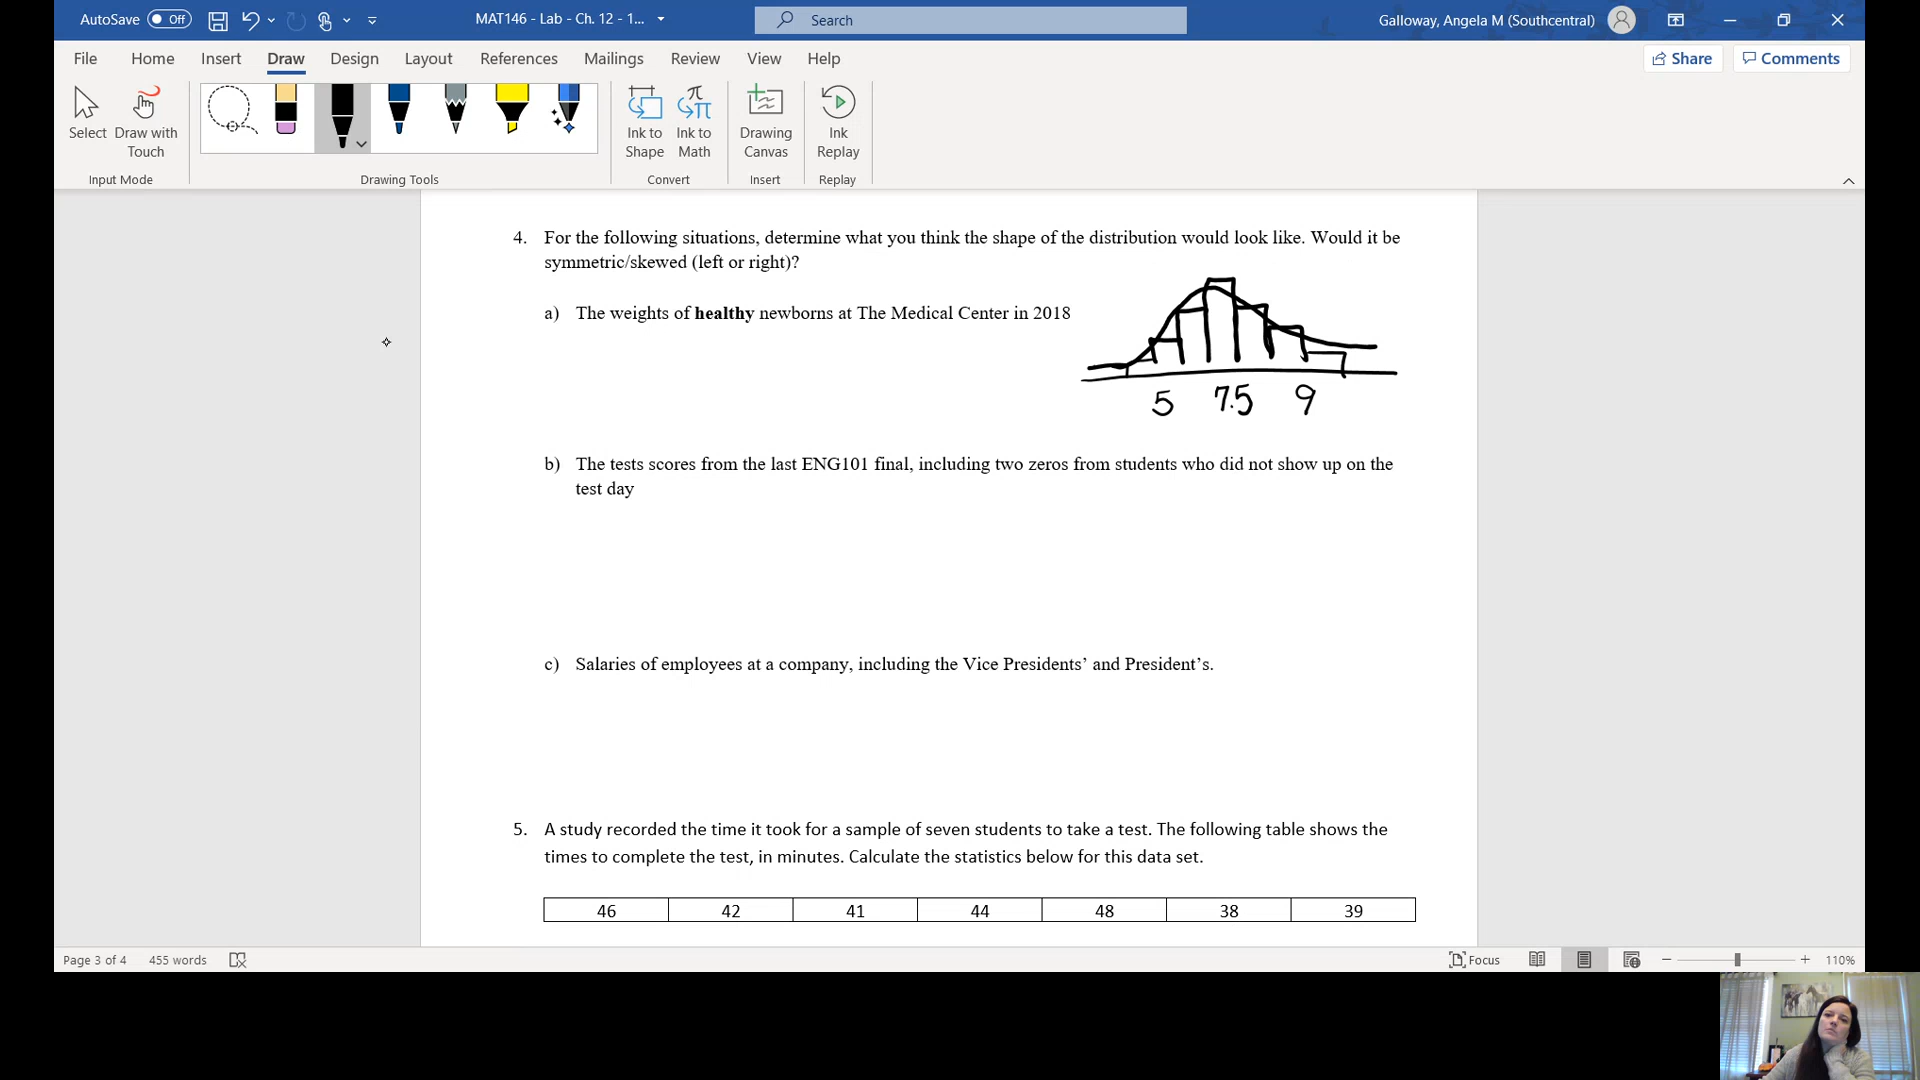 AutoSave Off MAT146 - Lab - Ch. 12 - 1... Search Galloway, Angela M (Southcentral)
File Home Insert Draw Design Layout References Mailings Review View Help Share Comments
Select Draw with Touch Ink to Shape Ink to Math Drawing Canvas Ink Replay
Input Mode Drawing Tools Convert Insert Replay
4. For the following situations, determine what you think the shape of the distribution would look like. Would it be
symmetric/skewed (left or right)?
a) The weights of healthy newborns at The Medical Center in 2018
5 7.5 9
b) The tests scores from the last ENG101 final, including two zeros from students who did not show up on the
test day
c) Salaries of employees at a company, including the Vice Presidents’ and President’s.
5. A study recorded the time it took for a sample of seven students to take a test. The following table shows the
times to complete the test, in minutes. Calculate the statistics below for this data set.
46 42 41 44 48 38 39
Page 3 of 4 455 words Focus 110%